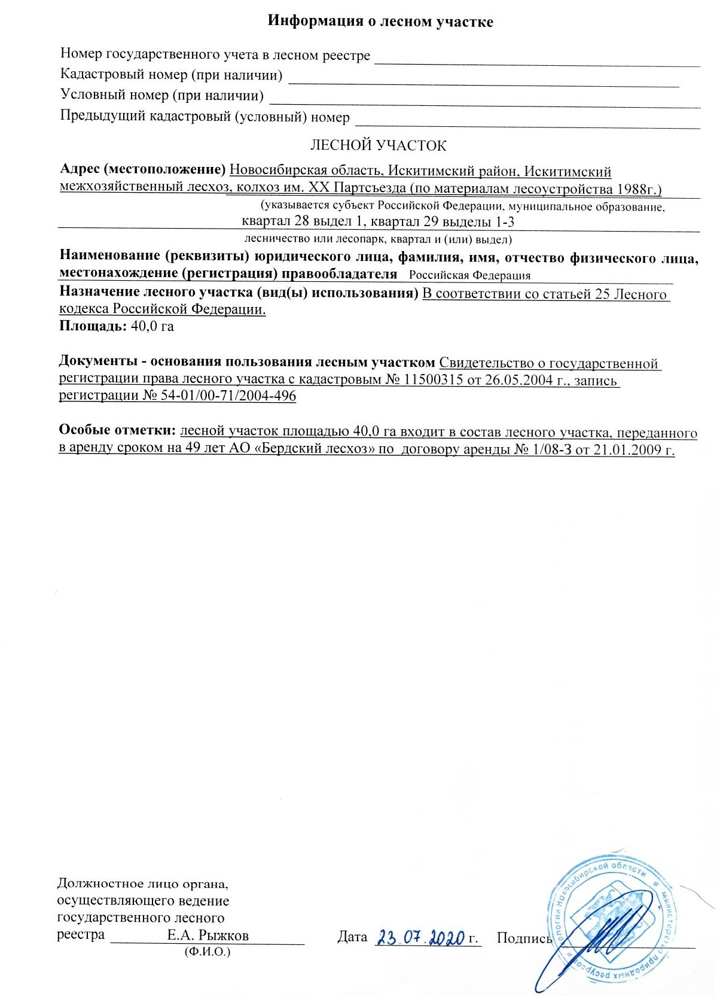 Информация о лесном участке
Номер государственного учета в лесном реестре
Кадастровый номер (при наличии)
Условный номер (при наличии)
Предыдущий кадастровый (условный) номер
ЛЕСНОЙ УЧАСТОК
Адрес (местоположение) Новосибирская область, Искитимский район, Искитимский
межхозяйственный лесхоз, колхоз им. XX Партсъезда (по материалам лесоустройства 1988г.)
(указывается субъект Российской Федерации, муниципальное образование,
квартал 28 выдел 1, квартал 29 выделы 1-3
лесничество или лесопарк, квартал и (или) выдел)
Наименование (реквизиты) юридического лица, фамилия, имя, отчество физического лица,
местонахождение (регистрация) правообладателя Российская Федерация
Назначение лесного участка (вид(ы) использования) В соответствии со статьей 25 Лесного
кодекса Российской Федерации.
Площадь: 40,0 га
Документы - основания пользования лесным участком Свидетельство о государственной
регистрации права лесного участка с кадастровым № 11500315 от 26.05.2004 г., запись
регистрации № 54-01/00-71/2004-496
Особые отметки: лесной участок площадью 40,0 га входит в состав лесного участка, переданного
в аренду сроком на 49 лет АО «Бердский лесхоз» по договору аренды № 1/08-З от 21.01.2009 г.
Должностное лицо органа,
осуществляющего ведение
государственного лесного
реестра Е.А. Рыжков Дата 23.07.2020 г. Подпись
(Ф.И.О.)
министерство природных ресурсов и экологии Новосибирской области *